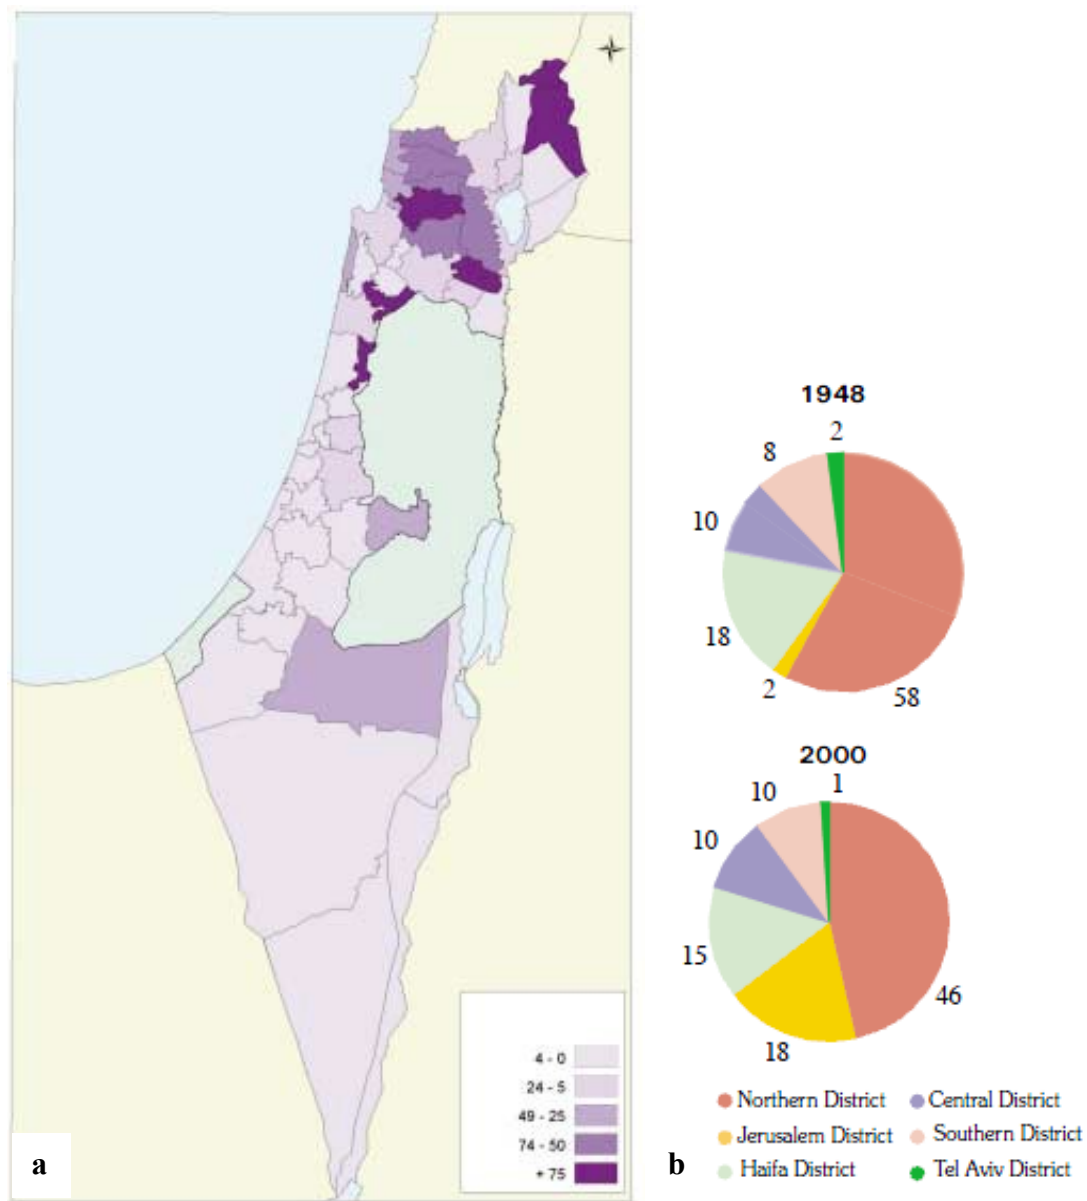 1948
2
8
10
18
2
58
2000
1
10
10
15
46
18
4 - 0
24 - 5
49 - 25
74 - 50
+ 75
Northern District
Central District
Jerusalem District
Southern District
Haifa District
Tel Aviv District
a
b